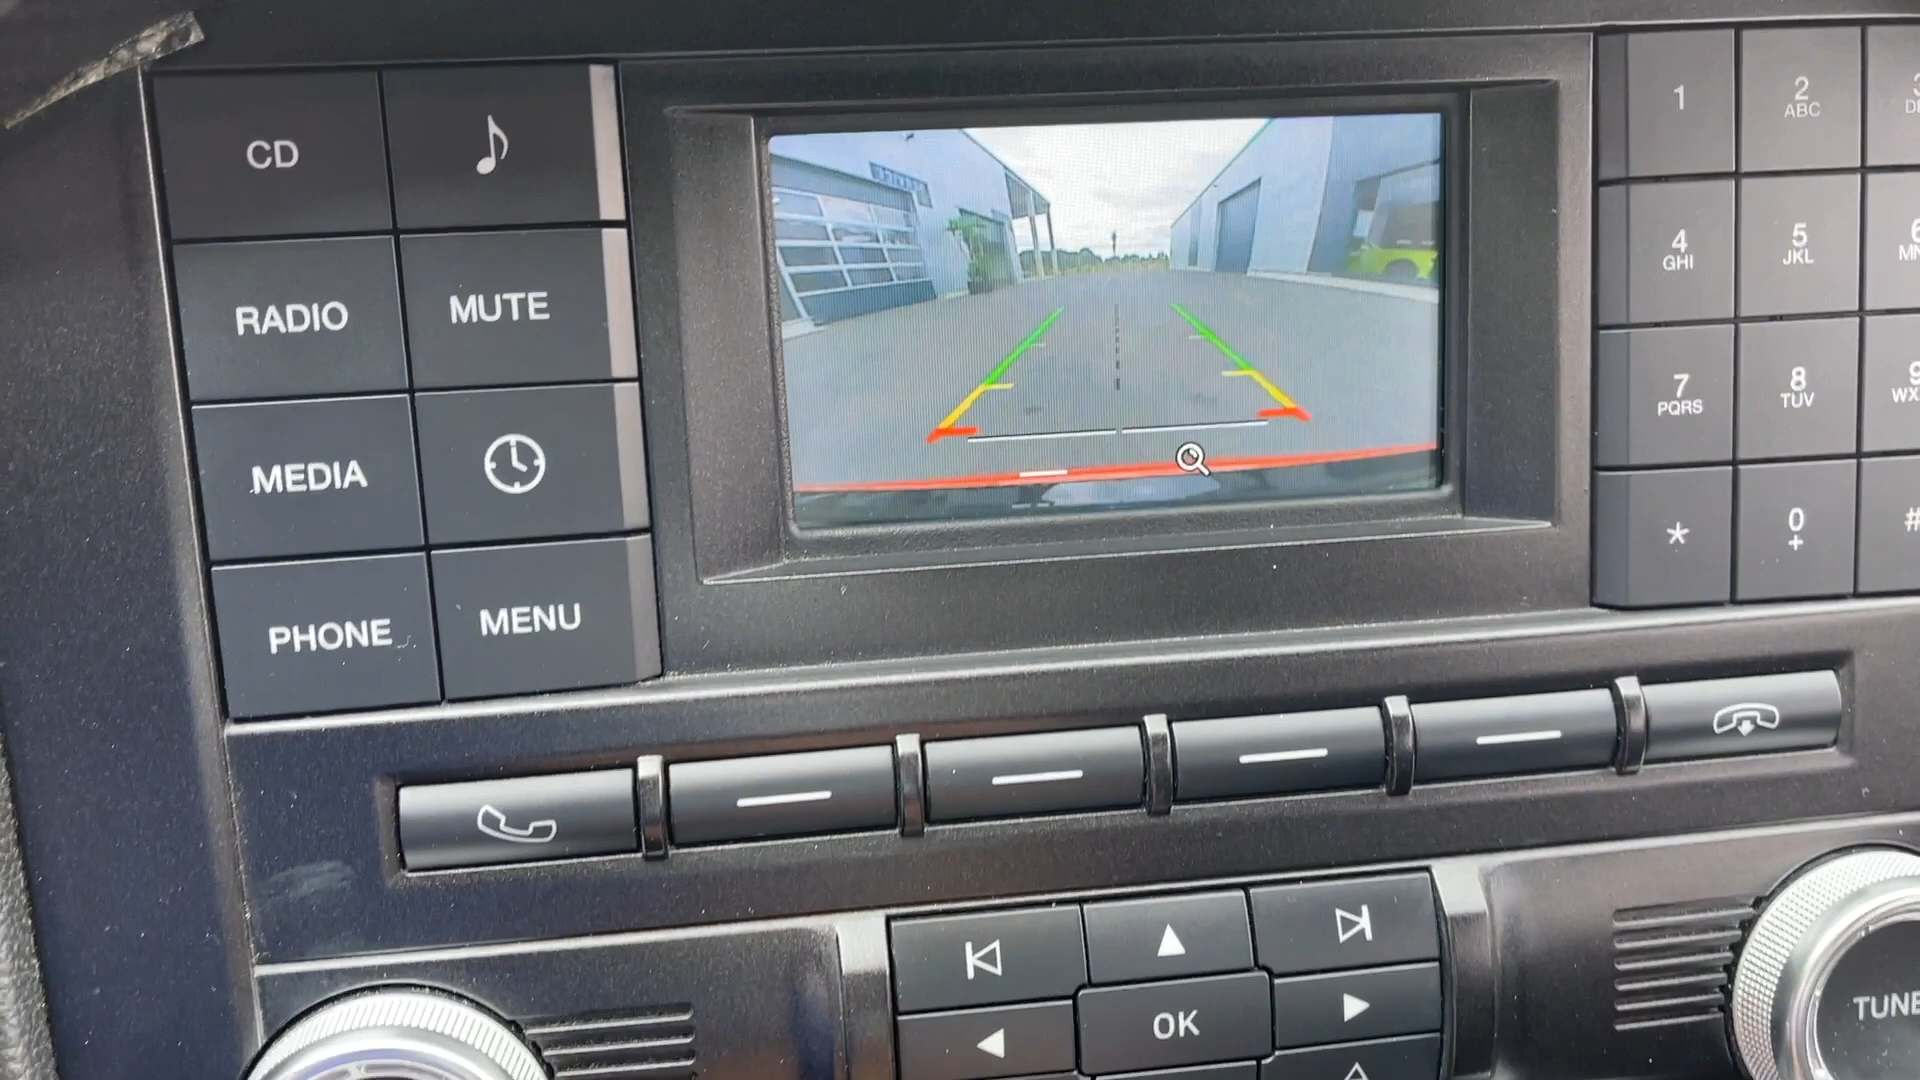 CD
RADIO
MUTE
MEDIA
PHONE
MENU
1
2
ABC
4
GHI
5
JKL
7
PQRS
8
TUV
9
*
0
+
#
OK
TUNE